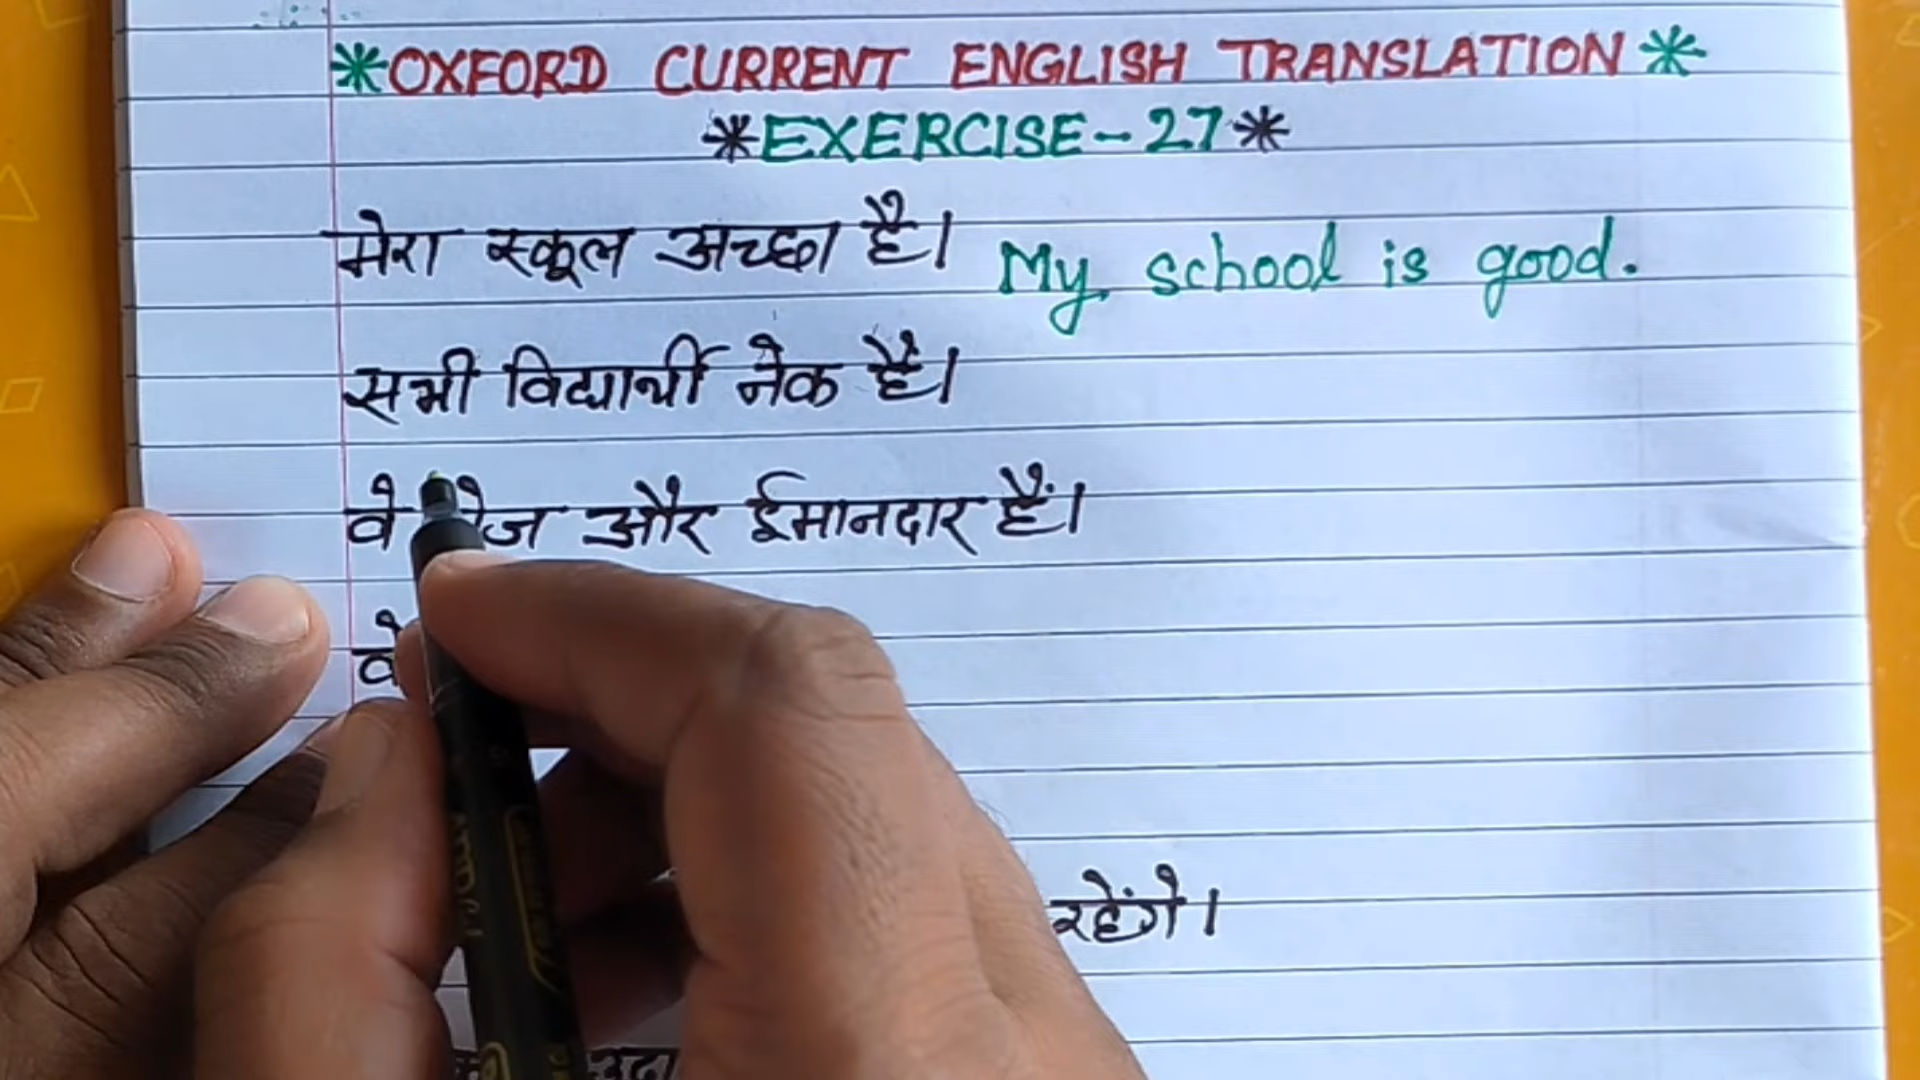 *OXFORD CURRENT ENGLISH TRANSLATION*
*EXERCISE-27*
मेरा स्कूल अच्छा है। My school is good.
सभी विद्यार्थी नेक हैं।
वे और ईमानदार हैं।
रहेंगे।